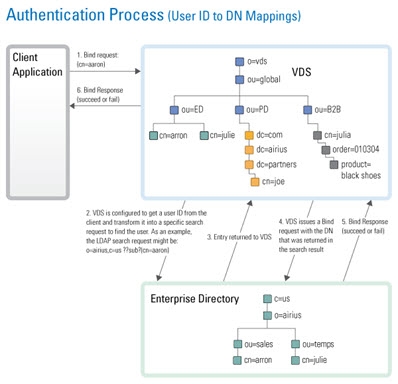 Authentication Process (User ID to DN Mappings)
Client
Application
1. Bind request:
(cn=aaron)
6. Bind Response
(succeed or fail)
VDS
o=vds
ou=global
ou=ED
ou=PD
ou=B2B
cn=arron
cn=julie
dc=com
dc=airius
dc=partners
cn=joe
cn=julia
order=010304
product=
black shoes
2. VDS is configured to get a user ID from the
client and transform it into a specific search
request to find the user. As an example,
the LDAP search request might be:
o=airius,c=us ??sub?(cn=aaron)
3. Entry returned to VDS
4. VDS issues a Bind
request with the DN
that was returned in
the search result
5. Bind Response
(succeed or fail)
Enterprise Directory
c=us
o=airius
ou=sales
ou=temps
cn=arron
cn=julie